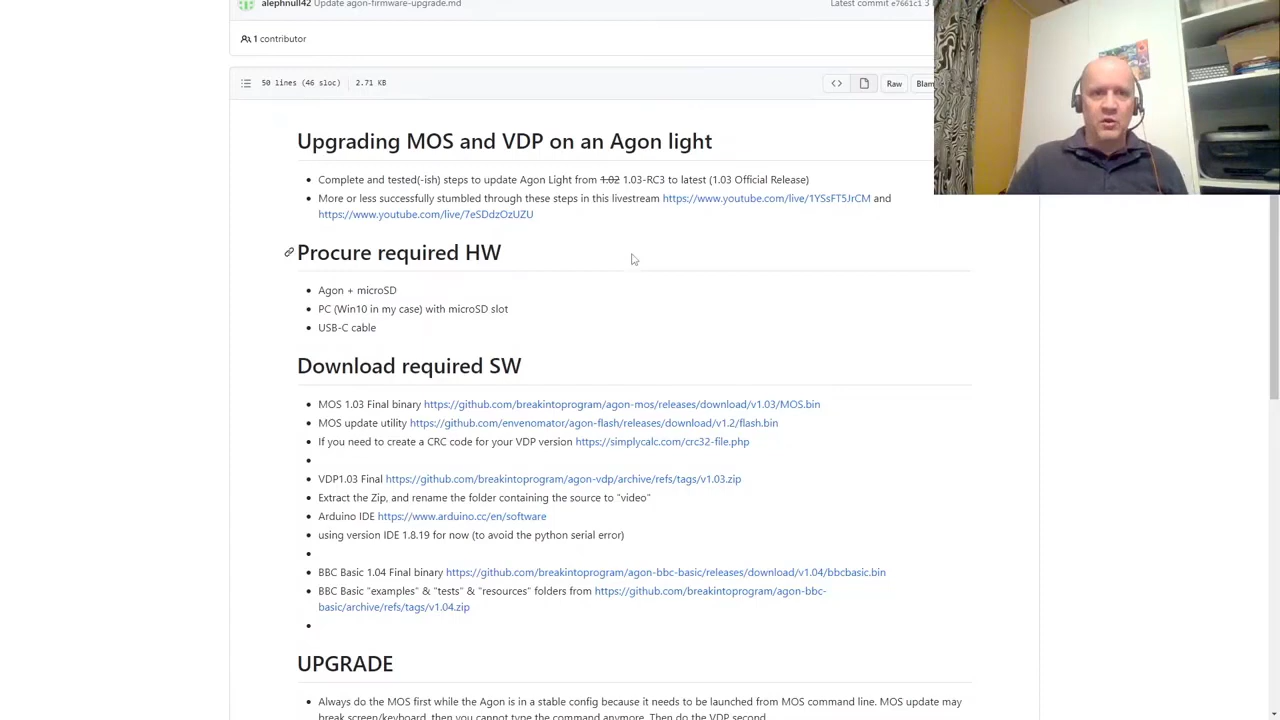 alephnull42 Update agon-firmware-upgrade.md
Latest commit e7661c1 3
1 contributor
50 lines (46 sloc) 2.71 KB
Raw
Blam
Upgrading MOS and VDP on an Agon light
Complete and tested(-ish) steps to update Agon Light from 1.02 1.03-RC3 to latest (1.03 Official Release)
More or less successfully stumbled through these steps in this livestream https://www.youtube.com/live/1YSsFT5JrCM and
https://www.youtube.com/live/7eSDdzOzUZU
Procure required HW
Agon + microSD
PC (Win10 in my case) with microSD slot
USB-C cable
Download required SW
MOS 1.03 Final binary https://github.com/breakintoprogram/agon-mos/releases/download/v1.03/MOS.bin
MOS update utility https://github.com/envenomator/agon-flash/releases/download/v1.2/flash.bin
If you need to create a CRC code for your VDP version https://simplycalc.com/crc32-file.php
VDP1.03 Final https://github.com/breakintoprogram/agon-vdp/archive/refs/tags/v1.03.zip
Extract the Zip, and rename the folder containing the source to "video"
Arduino IDE https://www.arduino.cc/en/software
using version IDE 1.8.19 for now (to avoid the python serial error)
BBC Basic 1.04 Final binary https://github.com/breakintoprogram/agon-bbc-basic/releases/download/v1.04/bbcbasic.bin
BBC Basic "examples" & "tests" & "resources" folders from https://github.com/breakintoprogram/agon-bbc-
basic/archive/refs/tags/v1.04.zip
UPGRADE
Always do the MOS first while the Agon is in a stable config because it needs to be launched from MOS command line. MOS update may
break screen/keyboard, then you cannot type the command anymore. Then do the VDP second.